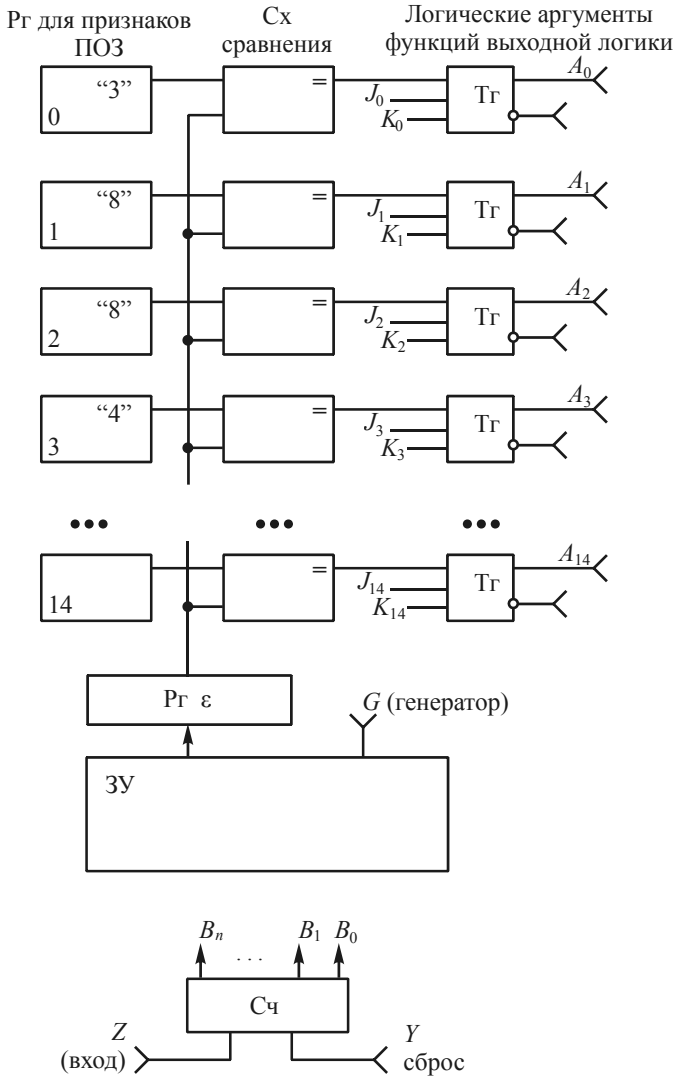 Рг для признаков
ПОЗ
Сх
сравнения
Логические аргументы
функций выходной логики
“3”
0
=
J0
K0
Тг
A0
“8”
1
=
J1
K1
Тг
A1
“8”
2
=
J2
K2
Тг
A2
“4”
3
=
J3
K3
Тг
A3
•••
•••
•••
14
=
J14
K14
Тг
A14
Рг ε
G (генератор)
ЗУ
Bn ... B1 B0
Сч
Z
(вход)
Y
сброс